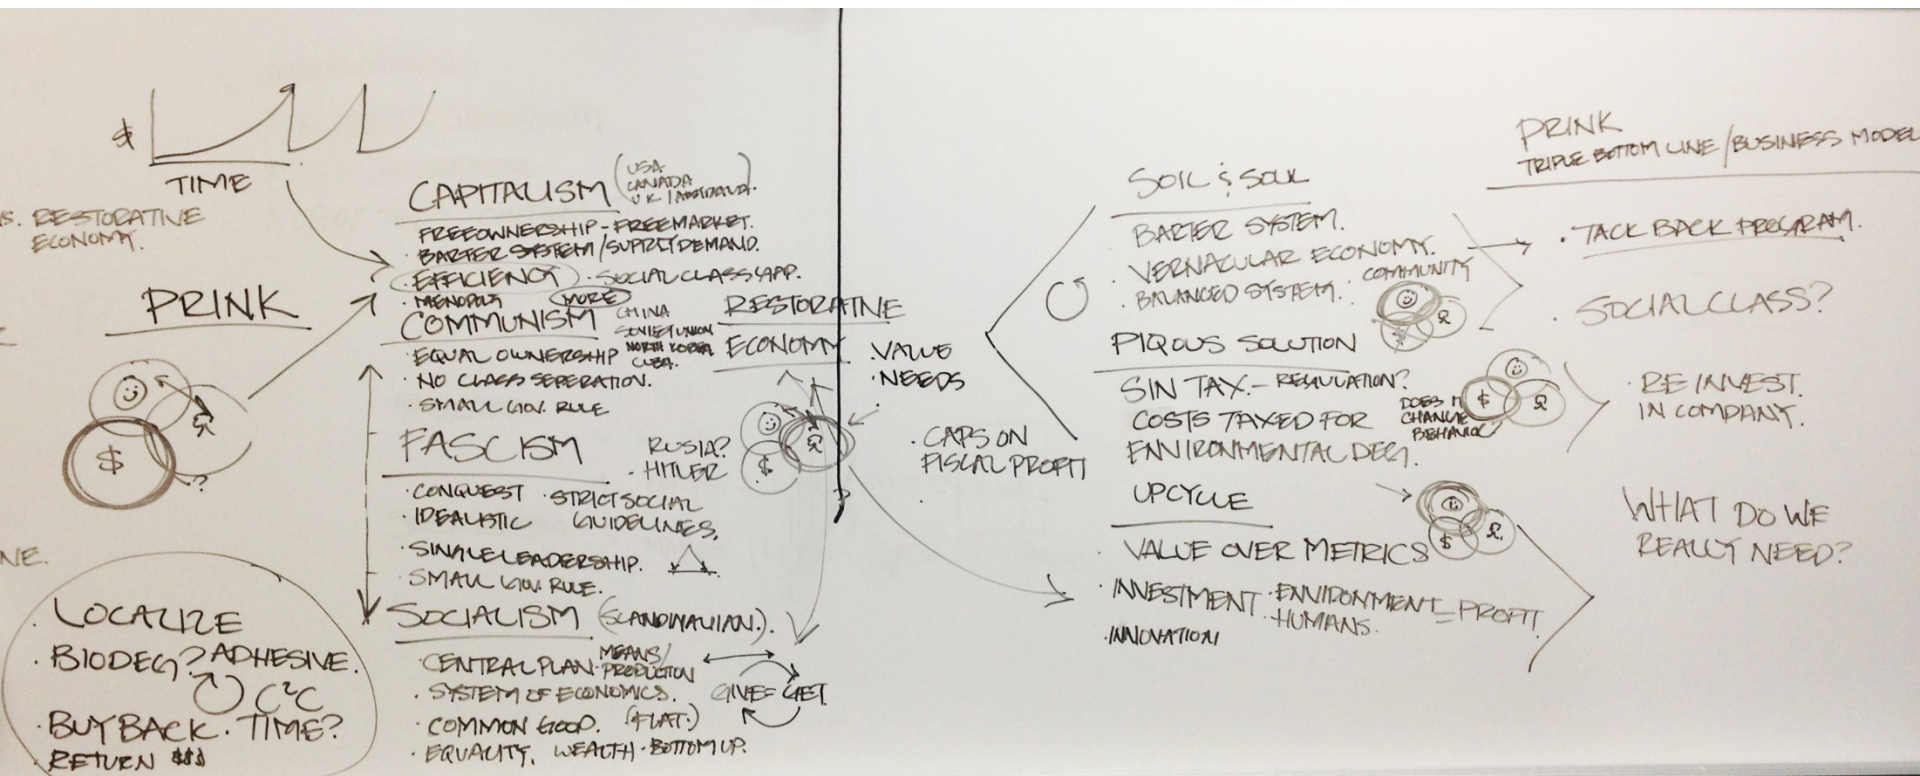 $
TIME
VS. RESTORATIVE
ECONOMY.
PRINK
$
?
NE.
LOCALIZE
BIODEG? ADHESIVE.
C²C
BUYBACK. TIME?
RETURN $$$
CAPITALISM
(USA
CANADA
UK /
FREEOWNERSHIP - FREEMARKET.
BARTER SYSTEM/SUPPLY DEMAND.
EFFICIENCY · SOCIAL CLASS GAP.
MONOPOLY MORE
COMMUNISM
CHINA
SOVIET UNION
NORTH KOREA
CUBA.
EQUAL OWNERSHIP
NO CLASS SEPERATION.
SMALL GOV. RULE
FASCISM
RUSIA?
HITLER
CONQUEST · STRICT SOCIAL
IDEALISTIC GUIDELINES.
SINGLE LEADERSHIP.
SMALL GOV. RULE.
SOCIALISM (SCANDINAVIAN.)
CENTRAL PLAN · MEANS/
PRODUCTION
SYSTEM OF ECONOMICS.
GIVE = GET
COMMON GOOD. (FLAT.)
EQUALITY. WEALTH · BOTTOM UP.
RESTORATIVE
ECONOMY
$
VALUE
NEEDS
?
CAPS ON
FISCAL PROFIT
SOIL & SOUL
BARTER SYSTEM.
VERNACULAR ECONOMY.
BALANCED SYSTEM. COMMUNITY
PIQOUS SOLUTION
SIN TAX. - REGULATION?
COSTS TAXED FOR
ENVIRONMENTAL DEG.
DOES IT
CHANGE
BEHAVIOR?
$
UPCYCLE
VALUE OVER METRICS
$
INVESTMENT · ENVIRONMENT = PROFIT
HUMANS.
INNOVATION
PRINK
TRIPLE BOTTOM LINE/BUSINESS MODEL
TACK BACK PROGRAM.
SOCIAL CLASS?
RE INVEST.
IN COMPANY.
WHAT DO WE
REALLY NEED?